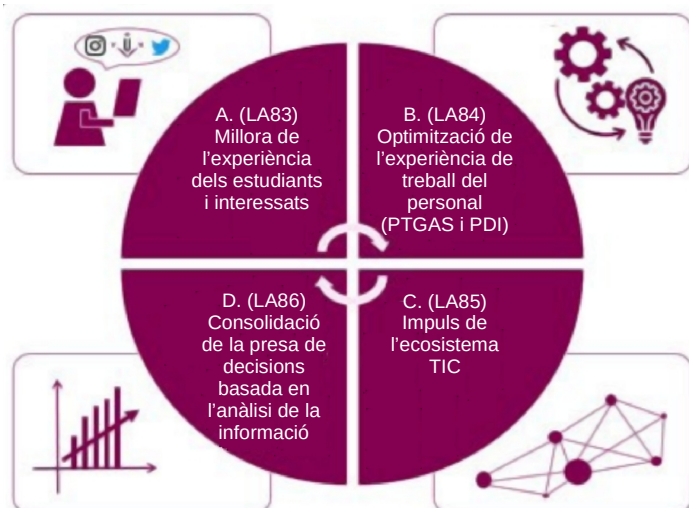 A. (LA83)
Millora de
l'experiència
dels estudiants
i interessats
B. (LA84)
Optimització de
l'experiència de
treball del
personal
(PTGAS i PDI)
D. (LA86)
Consolidació
de la presa de
decisions
basada en
l'anàlisi de la
informació
C. (LA85)
Impuls de
l'ecosistema
TIC